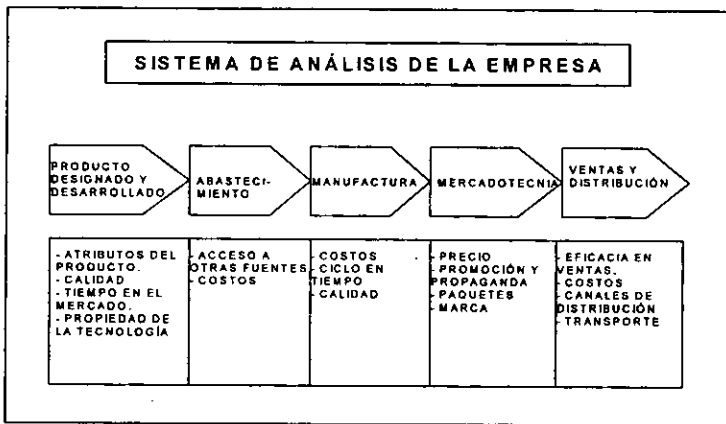 SISTEMA DE ANÁLISIS DE LA EMPRESA
PRODUCTO
DESIGNADO Y
DESARROLLADO
ABASTECI-
MIENTO
MANUFACTURA
MERCADOTECNIA
VENTAS Y
DISTRIBUCIÓN
- ATRIBUTOS DEL
PRODUCTO.
- CALIDAD
- TIEMPO EN EL
MERCADO.
- PROPIEDAD DE
LA TECNOLOGÍA
- ACCESO A
OTRAS FUENTES
- COSTOS
- COSTOS
- CICLO EN
TIEMPO
- CALIDAD
- PRECIO
- PROMOCIÓN Y
PROPAGANDA
- PAQUETES
- MARCA
- EFICACIA EN
VENTAS.
- COSTOS
- CANALES DE
DISTRIBUCIÓN
- TRANSPORTE